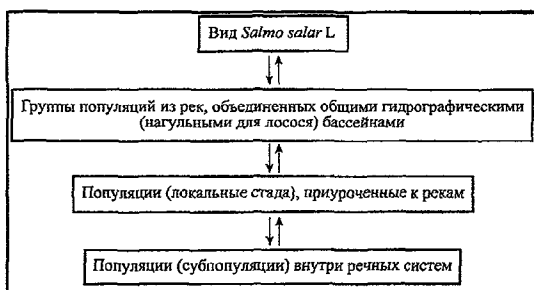 Вид Salmo salar L
Группы популяций из рек, объединенных общими гидрографическими
(нагульными для лосося) бассейнами
Популяции (локальные стада), приуроченные к рекам
Популяции (субпопуляции) внутри речных систем